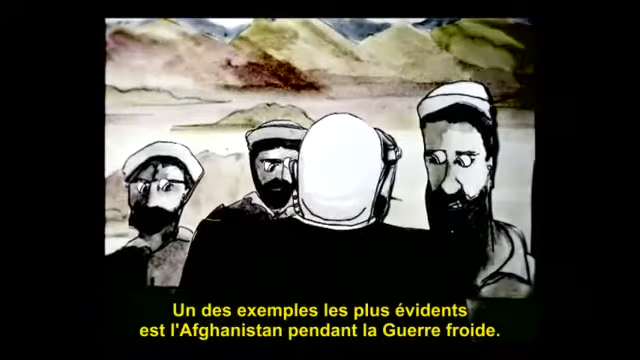 Un des exemples les plus évidents
est l'Afghanistan pendant la Guerre froide.